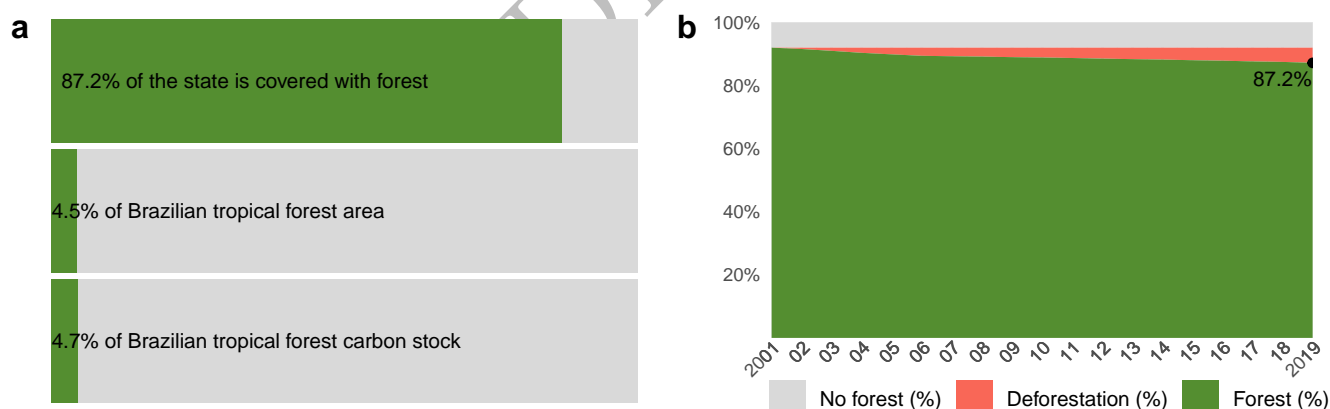 a
87.2% of the state is covered with forest
4.5% of Brazilian tropical forest area
4.7% of Brazilian tropical forest carbon stock
b
100%
80%
60%
40%
20%
87.2%
2001 02 03 04 05 06 07 08 09 10 11 12 13 14 15 16 17 18 2019
No forest (%) Deforestation (%) Forest (%)